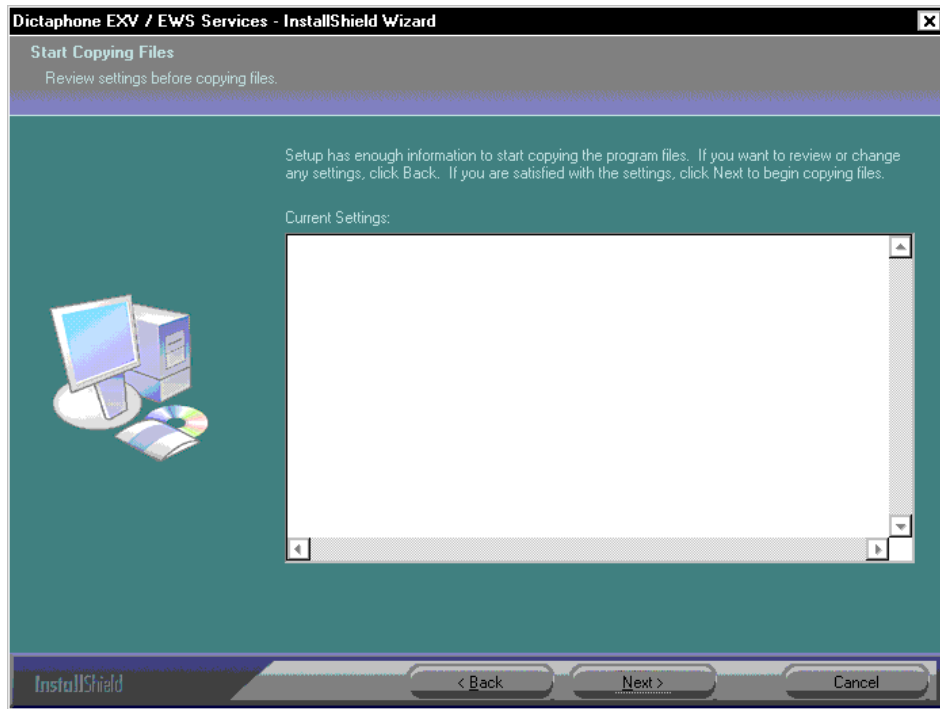 Dictaphone EXV / EWS Services - InstallShield Wizard
Start Copying Files
Review settings before copying files.
Setup has enough information to start copying the program files. If you want to review or change
any settings, click Back. If you are satisfied with the settings, click Next to begin copying files.
Current Settings:
InstallShield
< Back
Next >
Cancel